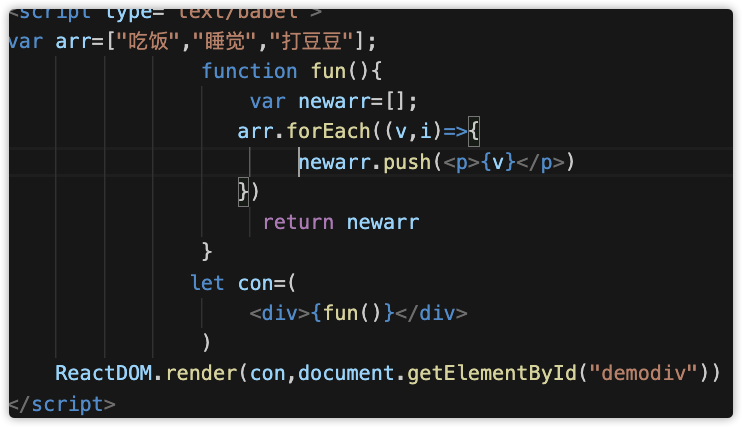 <script type="text/babel">
var arr=["吃饭","睡觉","打豆豆"];
function fun(){
var newarr=[];
arr.forEach((v,i)=>{
newarr.push(<p>{v}</p>)
})
return newarr
}
let con=(
<div>{fun()}</div>
)
ReactDOM.render(con,document.getElementById("demodiv"))
</script>